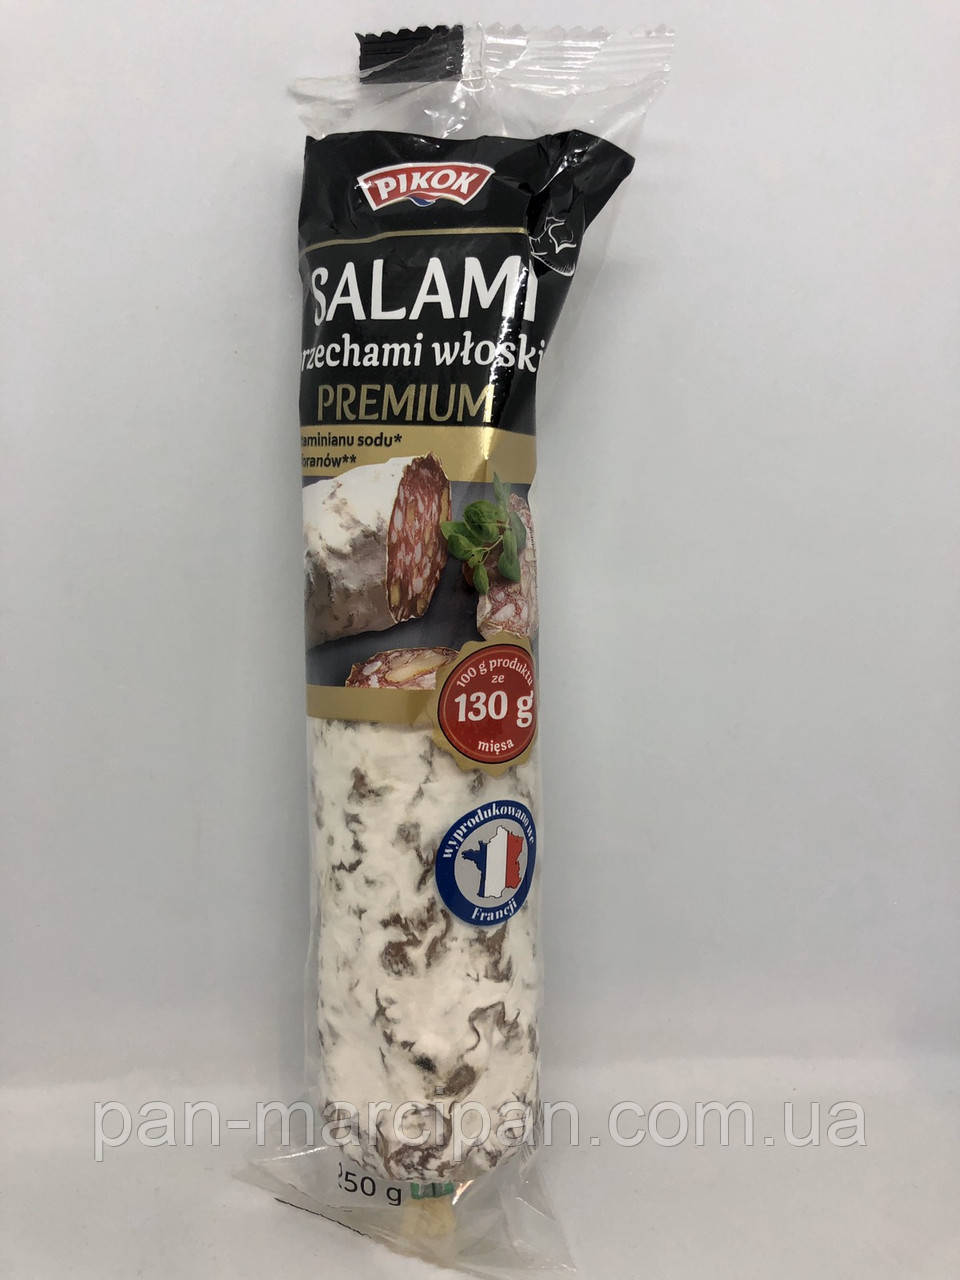 PIKOK
SALAMI
rzechami włoski
PREMIUM
taminianu sodu*
oranów**
100 g produktu
ze
130 g
mięsa
wyprodukowano we
Francji
pan-marcipan.com.ua
250 g